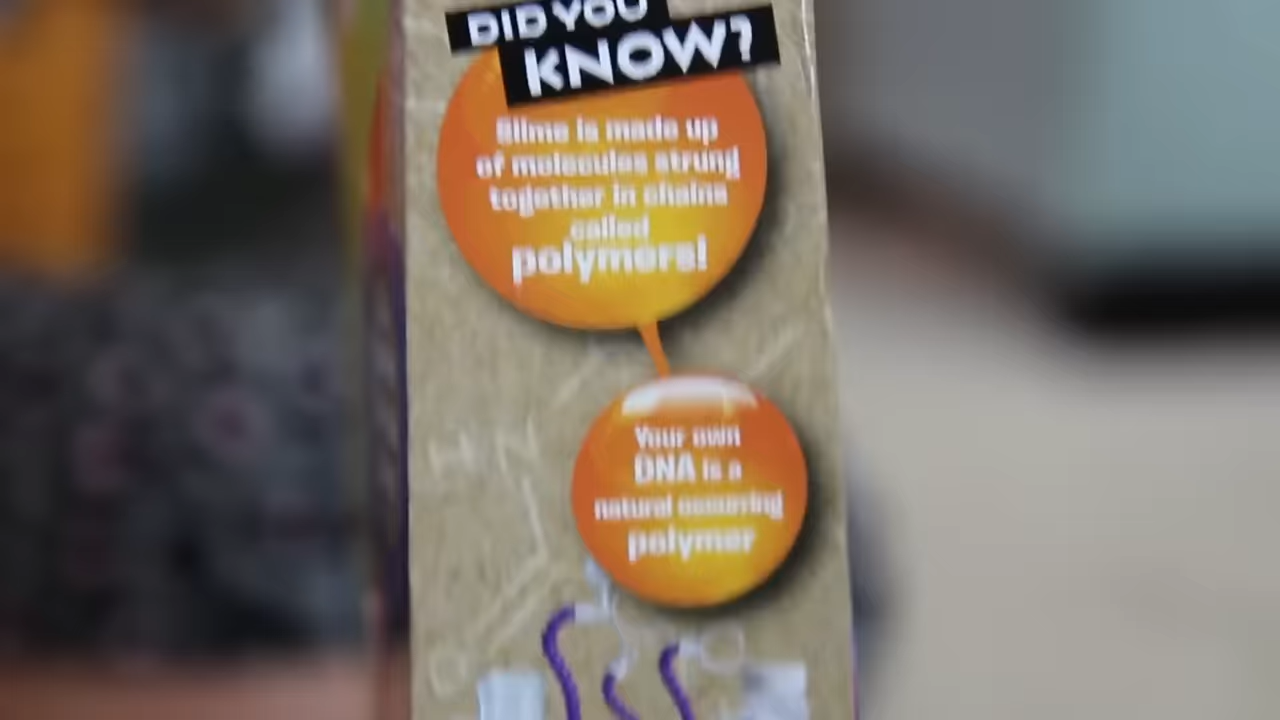 DID YOU
KNOW?
Slime is made up
of molecules strung
together in chains
called
polymers!
Your own
DNA is a
natural occurring
polymer